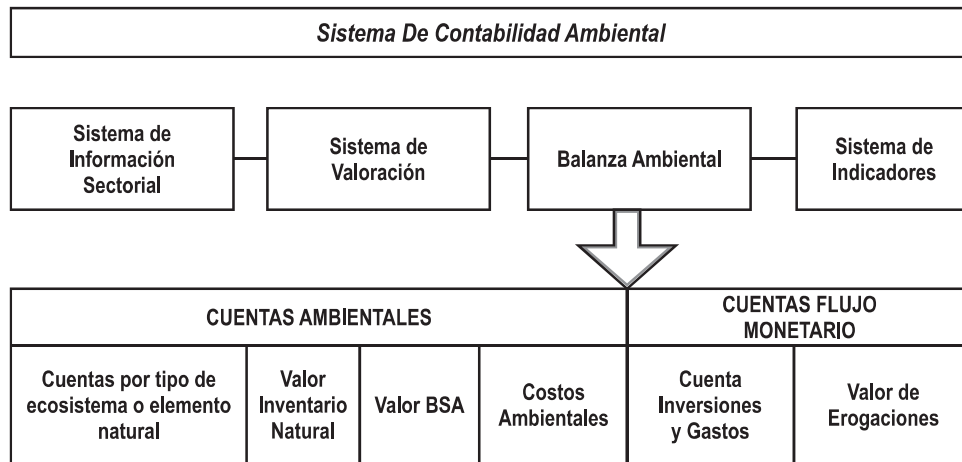 Sistema De Contabilidad Ambiental
Sistema de
Información
Sectorial
Sistema de
Valoración
Balanza Ambiental
Sistema de
Indicadores
CUENTAS AMBIENTALES
CUENTAS FLUJO
MONETARIO
Cuentas por tipo de
ecosistema o elemento
natural
Valor
Inventario
Natural
Valor BSA
Costos
Ambientales
Cuenta
Inversiones
y Gastos
Valor de
Erogaciones